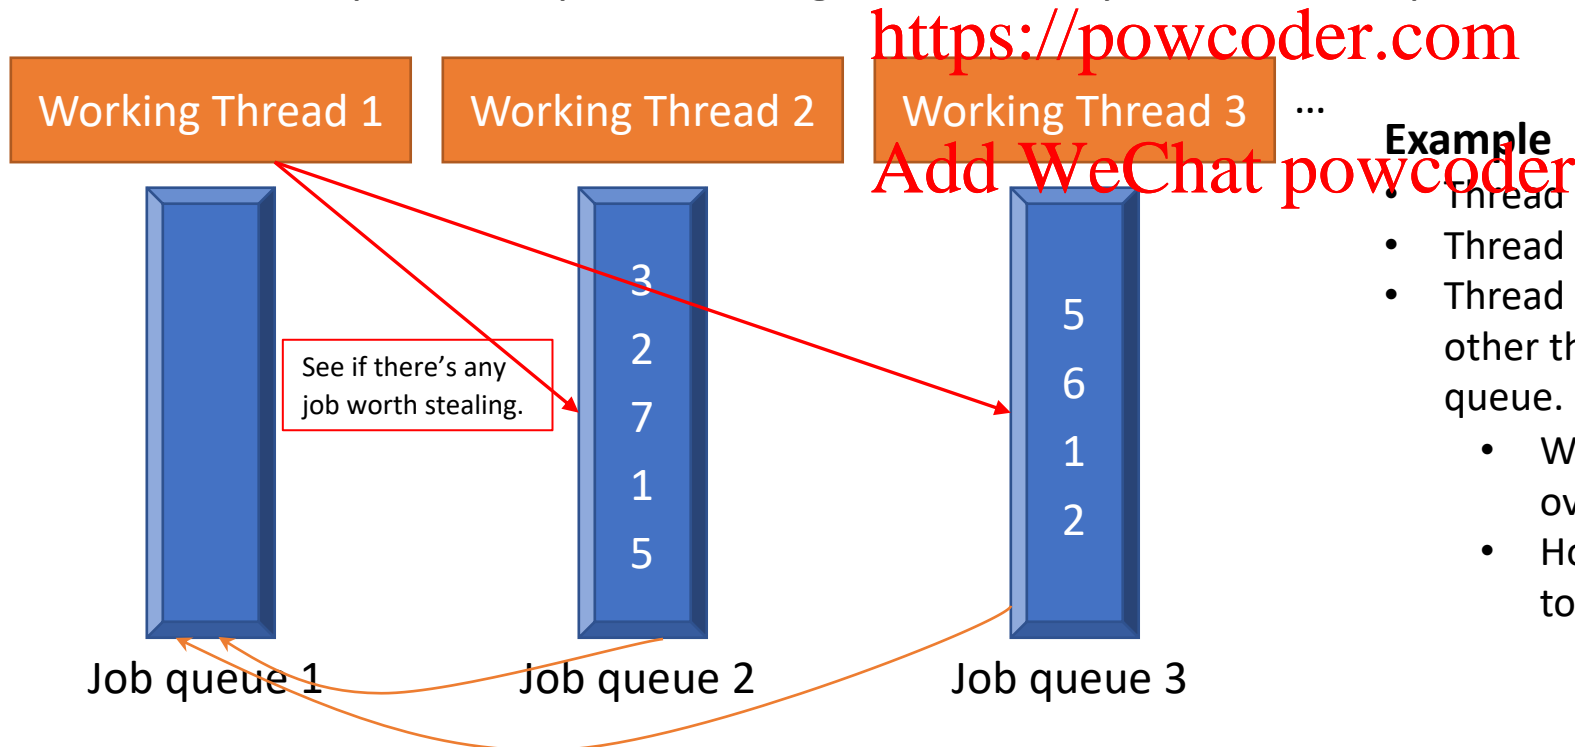 https://powcoder.com
Working Thread 1
Working Thread 2
Working Thread 3
...
Example
Add WeChat powcoder
Thread
Thread
Thread
other
queue.
See if there's any
job worth stealing.
3
2
7
1
5
5
6
1
2
to
Job queue 1
Job queue 2
Job queue 3